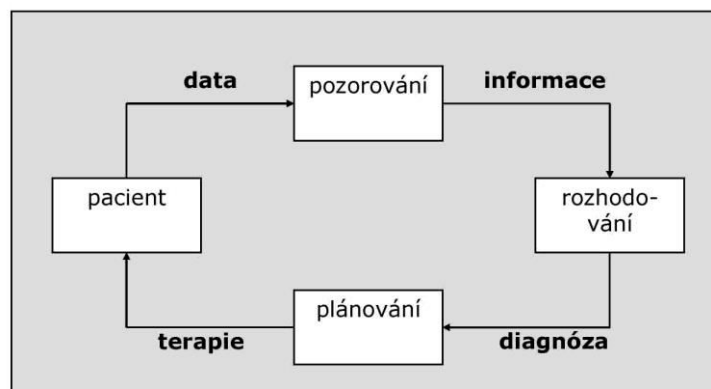 data
pozorování
informace
pacient
rozhodo-
vání
terapie
plánování
diagnóza